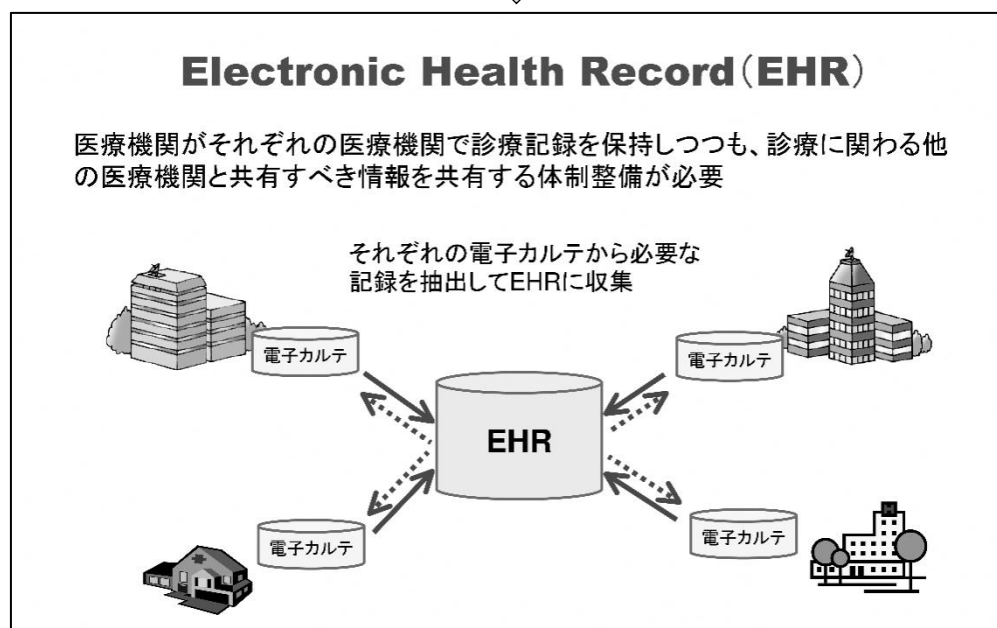 Electronic Health Record（EHR）
医療機関がそれぞれの医療機関で診療記録を保持しつつも、診療に関わる他
の医療機関と共有すべき情報を共有する体制整備が必要
それぞれの電子カルテから必要な
記録を抽出してEHRに収集
電子カルテ
電子カルテ
EHR
電子カルテ
電子カルテ
H